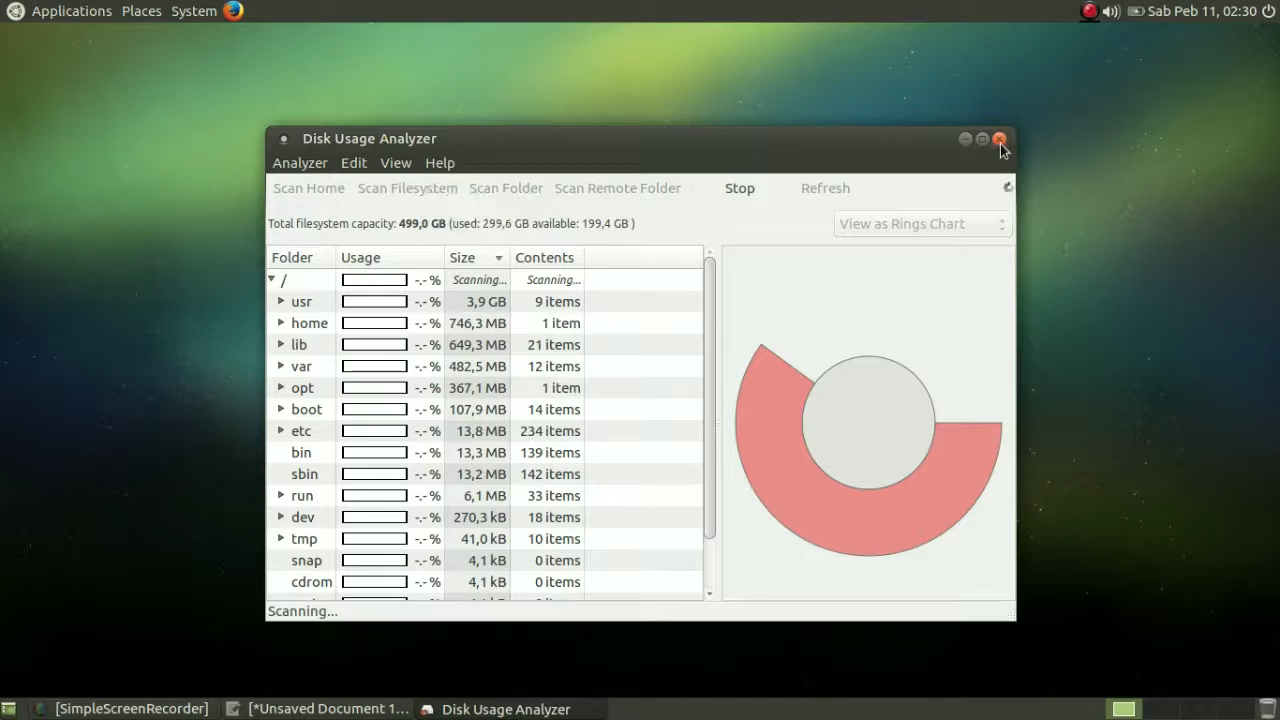 Applications Places System Sab Peb 11, 02:30
Disk Usage Analyzer
Analyzer Edit View Help
Scan Home Scan Filesystem Scan Folder Scan Remote Folder Stop Refresh
Total filesystem capacity: 499,0 GB (used: 299,6 GB available: 199,4 GB ) View as Rings Chart
Folder Usage Size Contents
/ -.- % Scanning... Scanning...
usr -.- % 3,9 GB 9 items
home -.- % 746,3 MB 1 item
lib -.- % 649,3 MB 21 items
var -.- % 482,5 MB 12 items
opt -.- % 367,1 MB 1 item
boot -.- % 107,9 MB 14 items
etc -.- % 13,8 MB 234 items
bin -.- % 13,3 MB 139 items
sbin -.- % 13,2 MB 142 items
run -.- % 6,1 MB 33 items
dev -.- % 270,3 kB 18 items
tmp -.- % 41,0 kB 10 items
snap -.- % 4,1 kB 0 items
cdrom -.- % 4,1 kB 0 items
Scanning...
[SimpleScreenRecorder] [*Unsaved Document 1... Disk Usage Analyzer